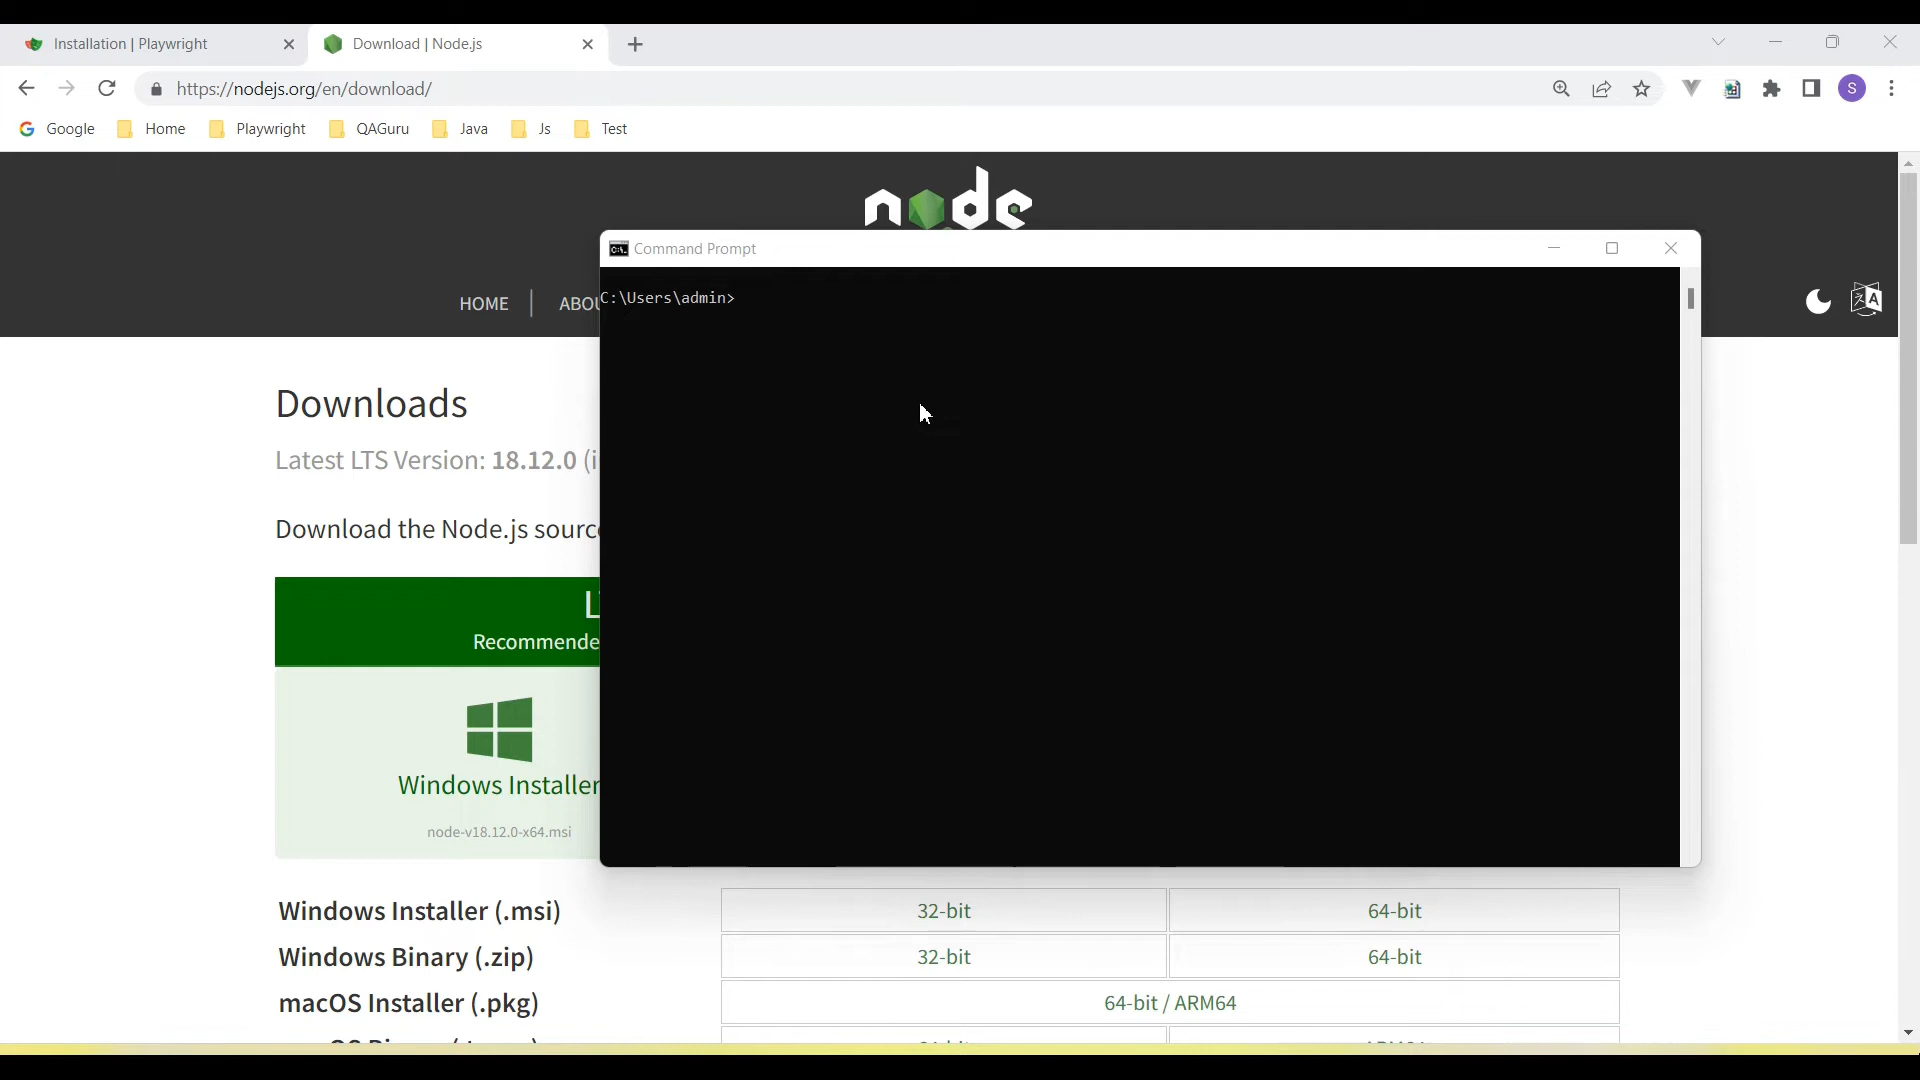 Installation | Playwright
Download | Node.js
https://nodejs.org/en/download/
S
Google
Home
Playwright
QAGuru
Java
Js
Test
node
Command Prompt
C:\Users\admin>
HOME
ABOU
Downloads
Latest LTS Version: 18.12.0 (i
Download the Node.js sourc
Recommende
Windows Installer
node-v18.12.0-x64.msi
Windows Installer (.msi)
32-bit
64-bit
Windows Binary (.zip)
32-bit
64-bit
macOS Installer (.pkg)
64-bit / ARM64